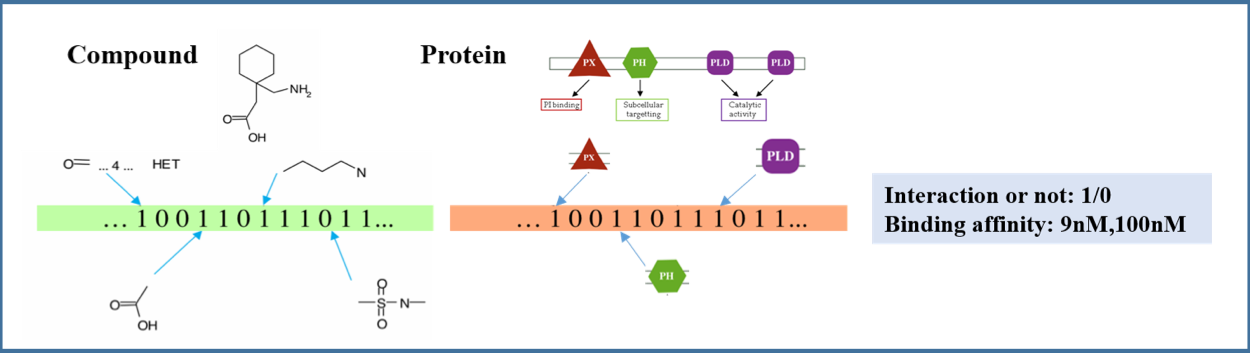 Compound
Protein
PX
PH
PLD
PLD
PI binding
Subcellular
targetting
Catalytic
activity
NH2
O
OH
O
... 4 ...
HET
N
PX
PLD
...1 0 0 1 1 0 1 1 1 0 1 1...
...1 0 0 1 1 0 1 1 1 0 1 1...
Interaction or not: 1/0
Binding affinity: 9nM,100nM
O
OH
O
S
N
O
PH